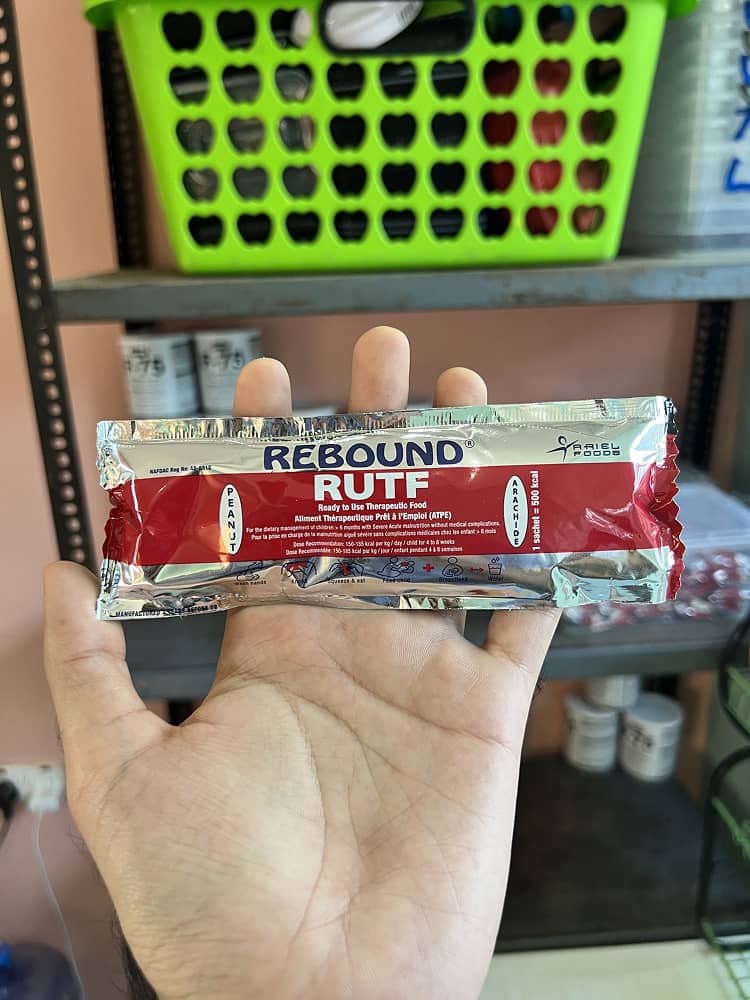 F-75
REBOUND®
ARIEL
FOODS
NAFDAC Reg No:
RUTF
PEANUT
Ready to Use Therapeutic Food
Aliment Thérapeutique Prêt à l'Emploi (ATPE)
For the dietary management of children > 6 months with Severe Acute malnutrition without medical complications.
Pour la prise en charge de la malnutrition aiguë sévère sans complications médicales chez les enfant > 6 mois
Dose Recommendation: 150-185 kcal per kg / day / child for 4 to 8 weeks
Dose Recommandée: 150-185 kcal par kg / jour / enfant pendant 4 à 8 semaines
ARACHIDE
1 sachet = 500 kcal
Wash hands
Squeeze & eat
Breastfeed
Water